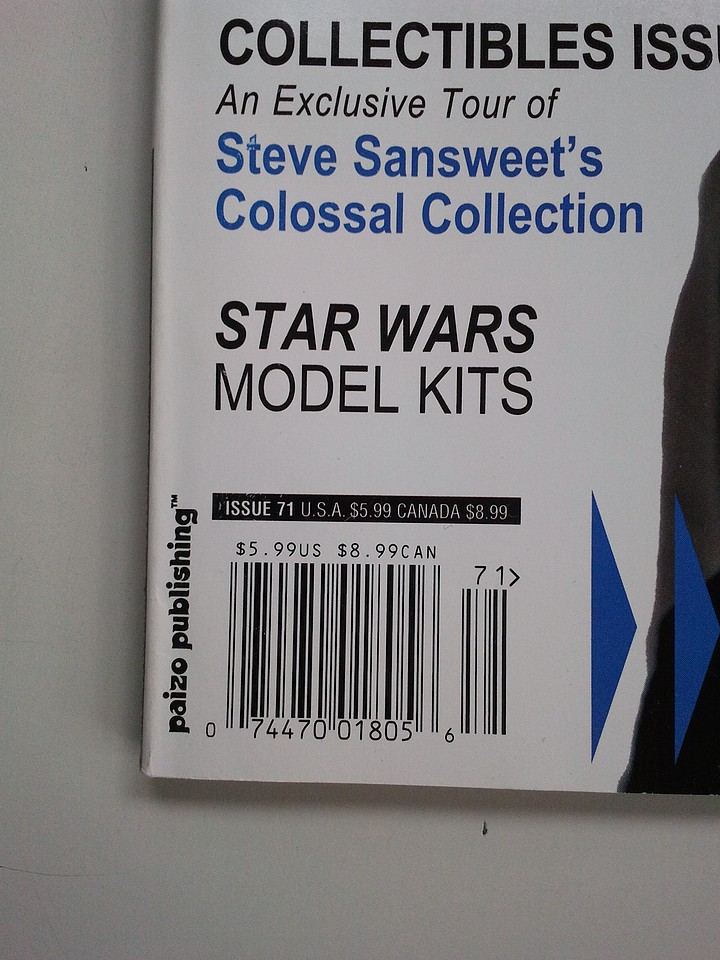 COLLECTIBLES ISSU
An Exclusive Tour of
Steve Sansweet's
Colossal Collection
STAR WARS
MODEL KITS
ISSUE 71 U.S.A. $5.99 CANADA $8.99
$5.99US $8.99CAN
71>
0 74470 01805 6
paizo publishing™